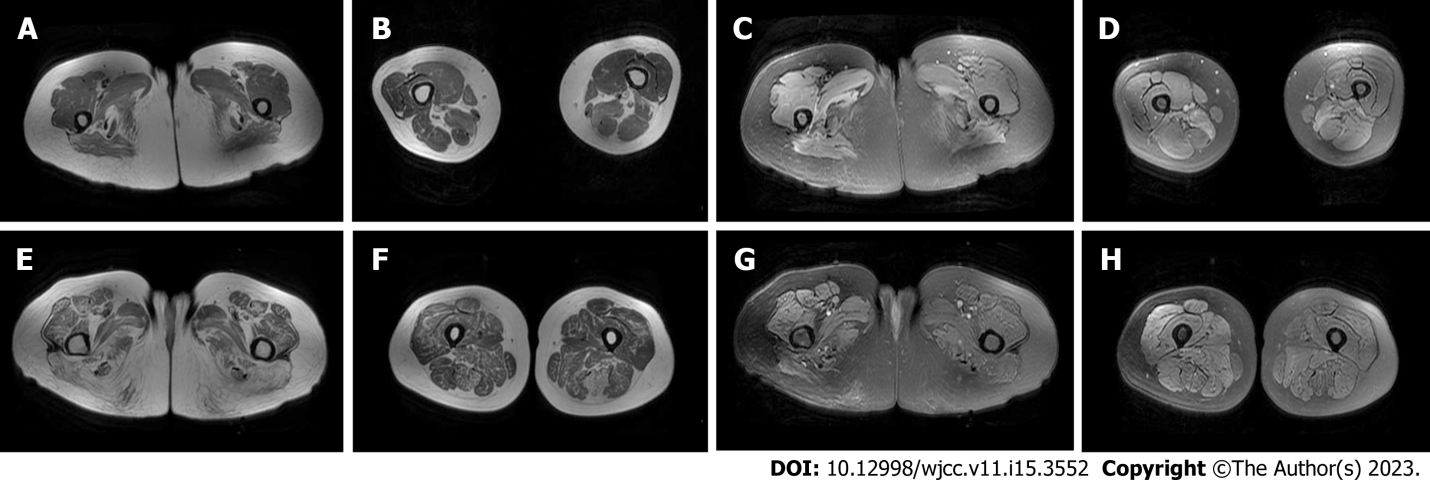 A
B
C
D
E
F
G
H
DOI: 10.12998/wjcc.v11.i15.3552 Copyright ©The Author(s) 2023.